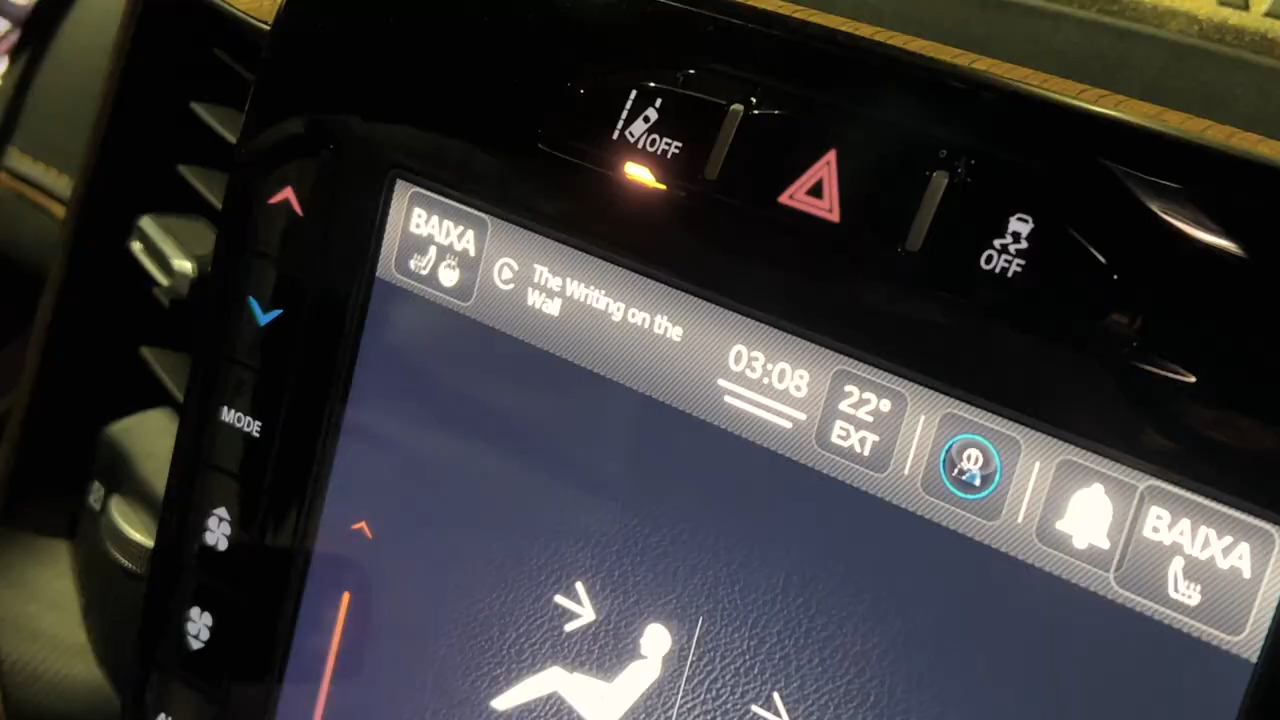 OFF
OFF
BAIXA
The Writing on the
Wall
03:08
22°
EXT
BAIXA
MODE